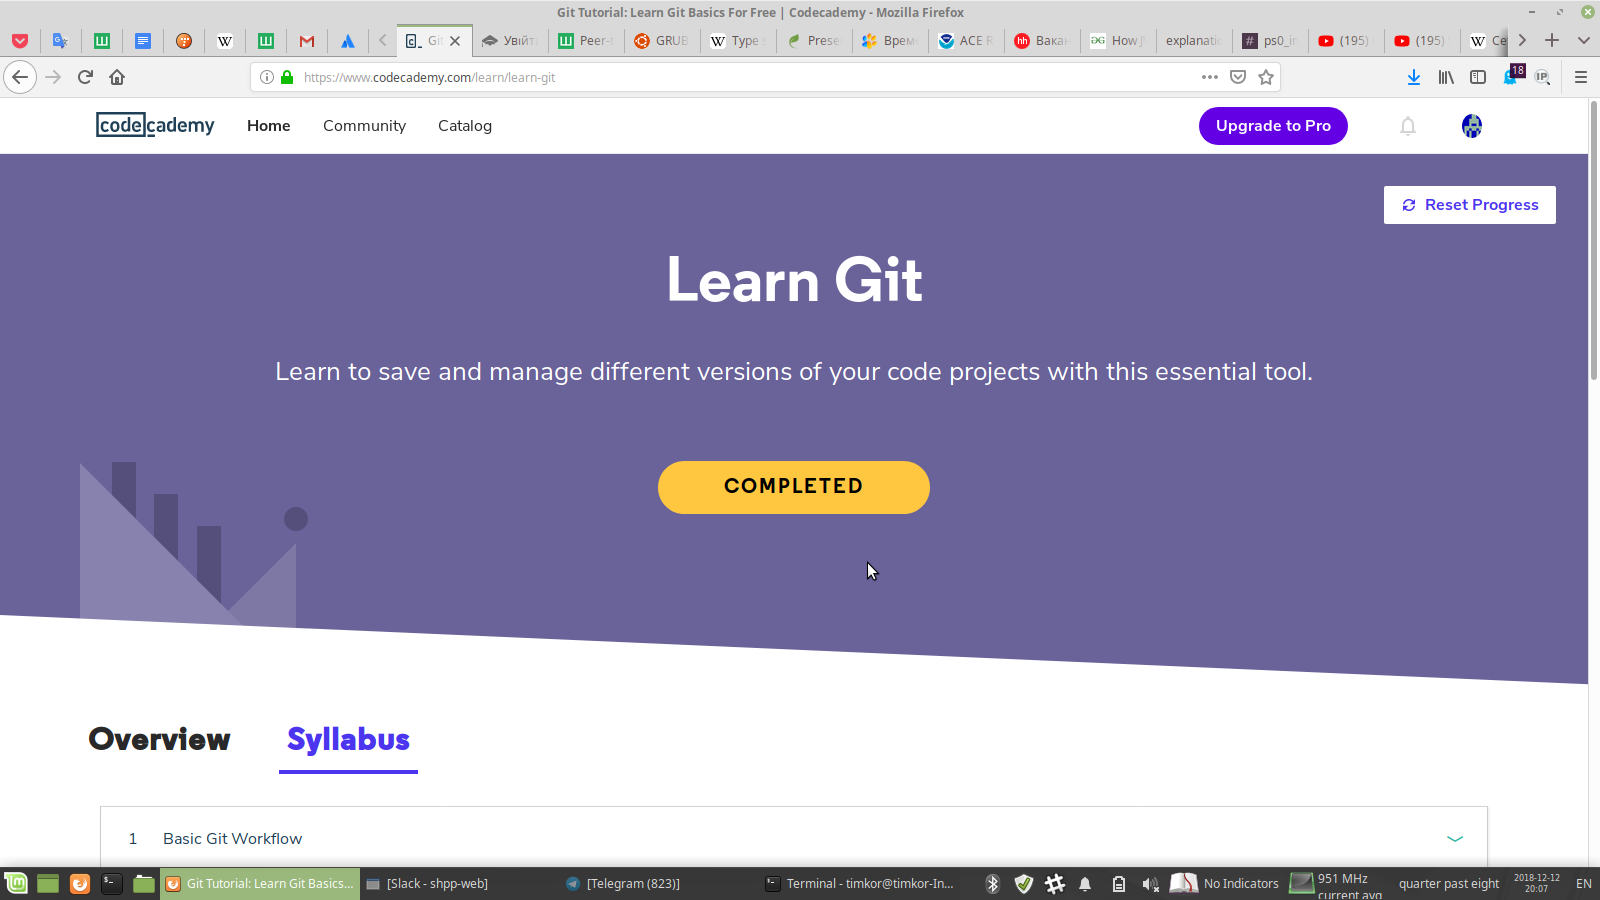 Git Tutorial: Learn Git Basics For Free | Codecademy - Mozilla Firefox
Git
Увійт
Peer-t
GRUB
Type
Prese
Време
ACE R
Вакан
How J
explanatio
ps0_in
(195)
(195)
https://www.codecademy.com/learn/learn-git
18
IP
codecademy
Home
Community
Catalog
Upgrade to Pro
Reset Progress
Learn Git
Learn to save and manage different versions of your code projects with this essential tool.
COMPLETED
Overview
Syllabus
1 Basic Git Workflow
Git Tutorial: Learn Git Basics...
[Slack - shpp-web]
[Telegram (823)]
Terminal - timkor@timkor-In...
No Indicators
951 MHz
current avg
quarter past eight
2018-12-12
20:07
EN